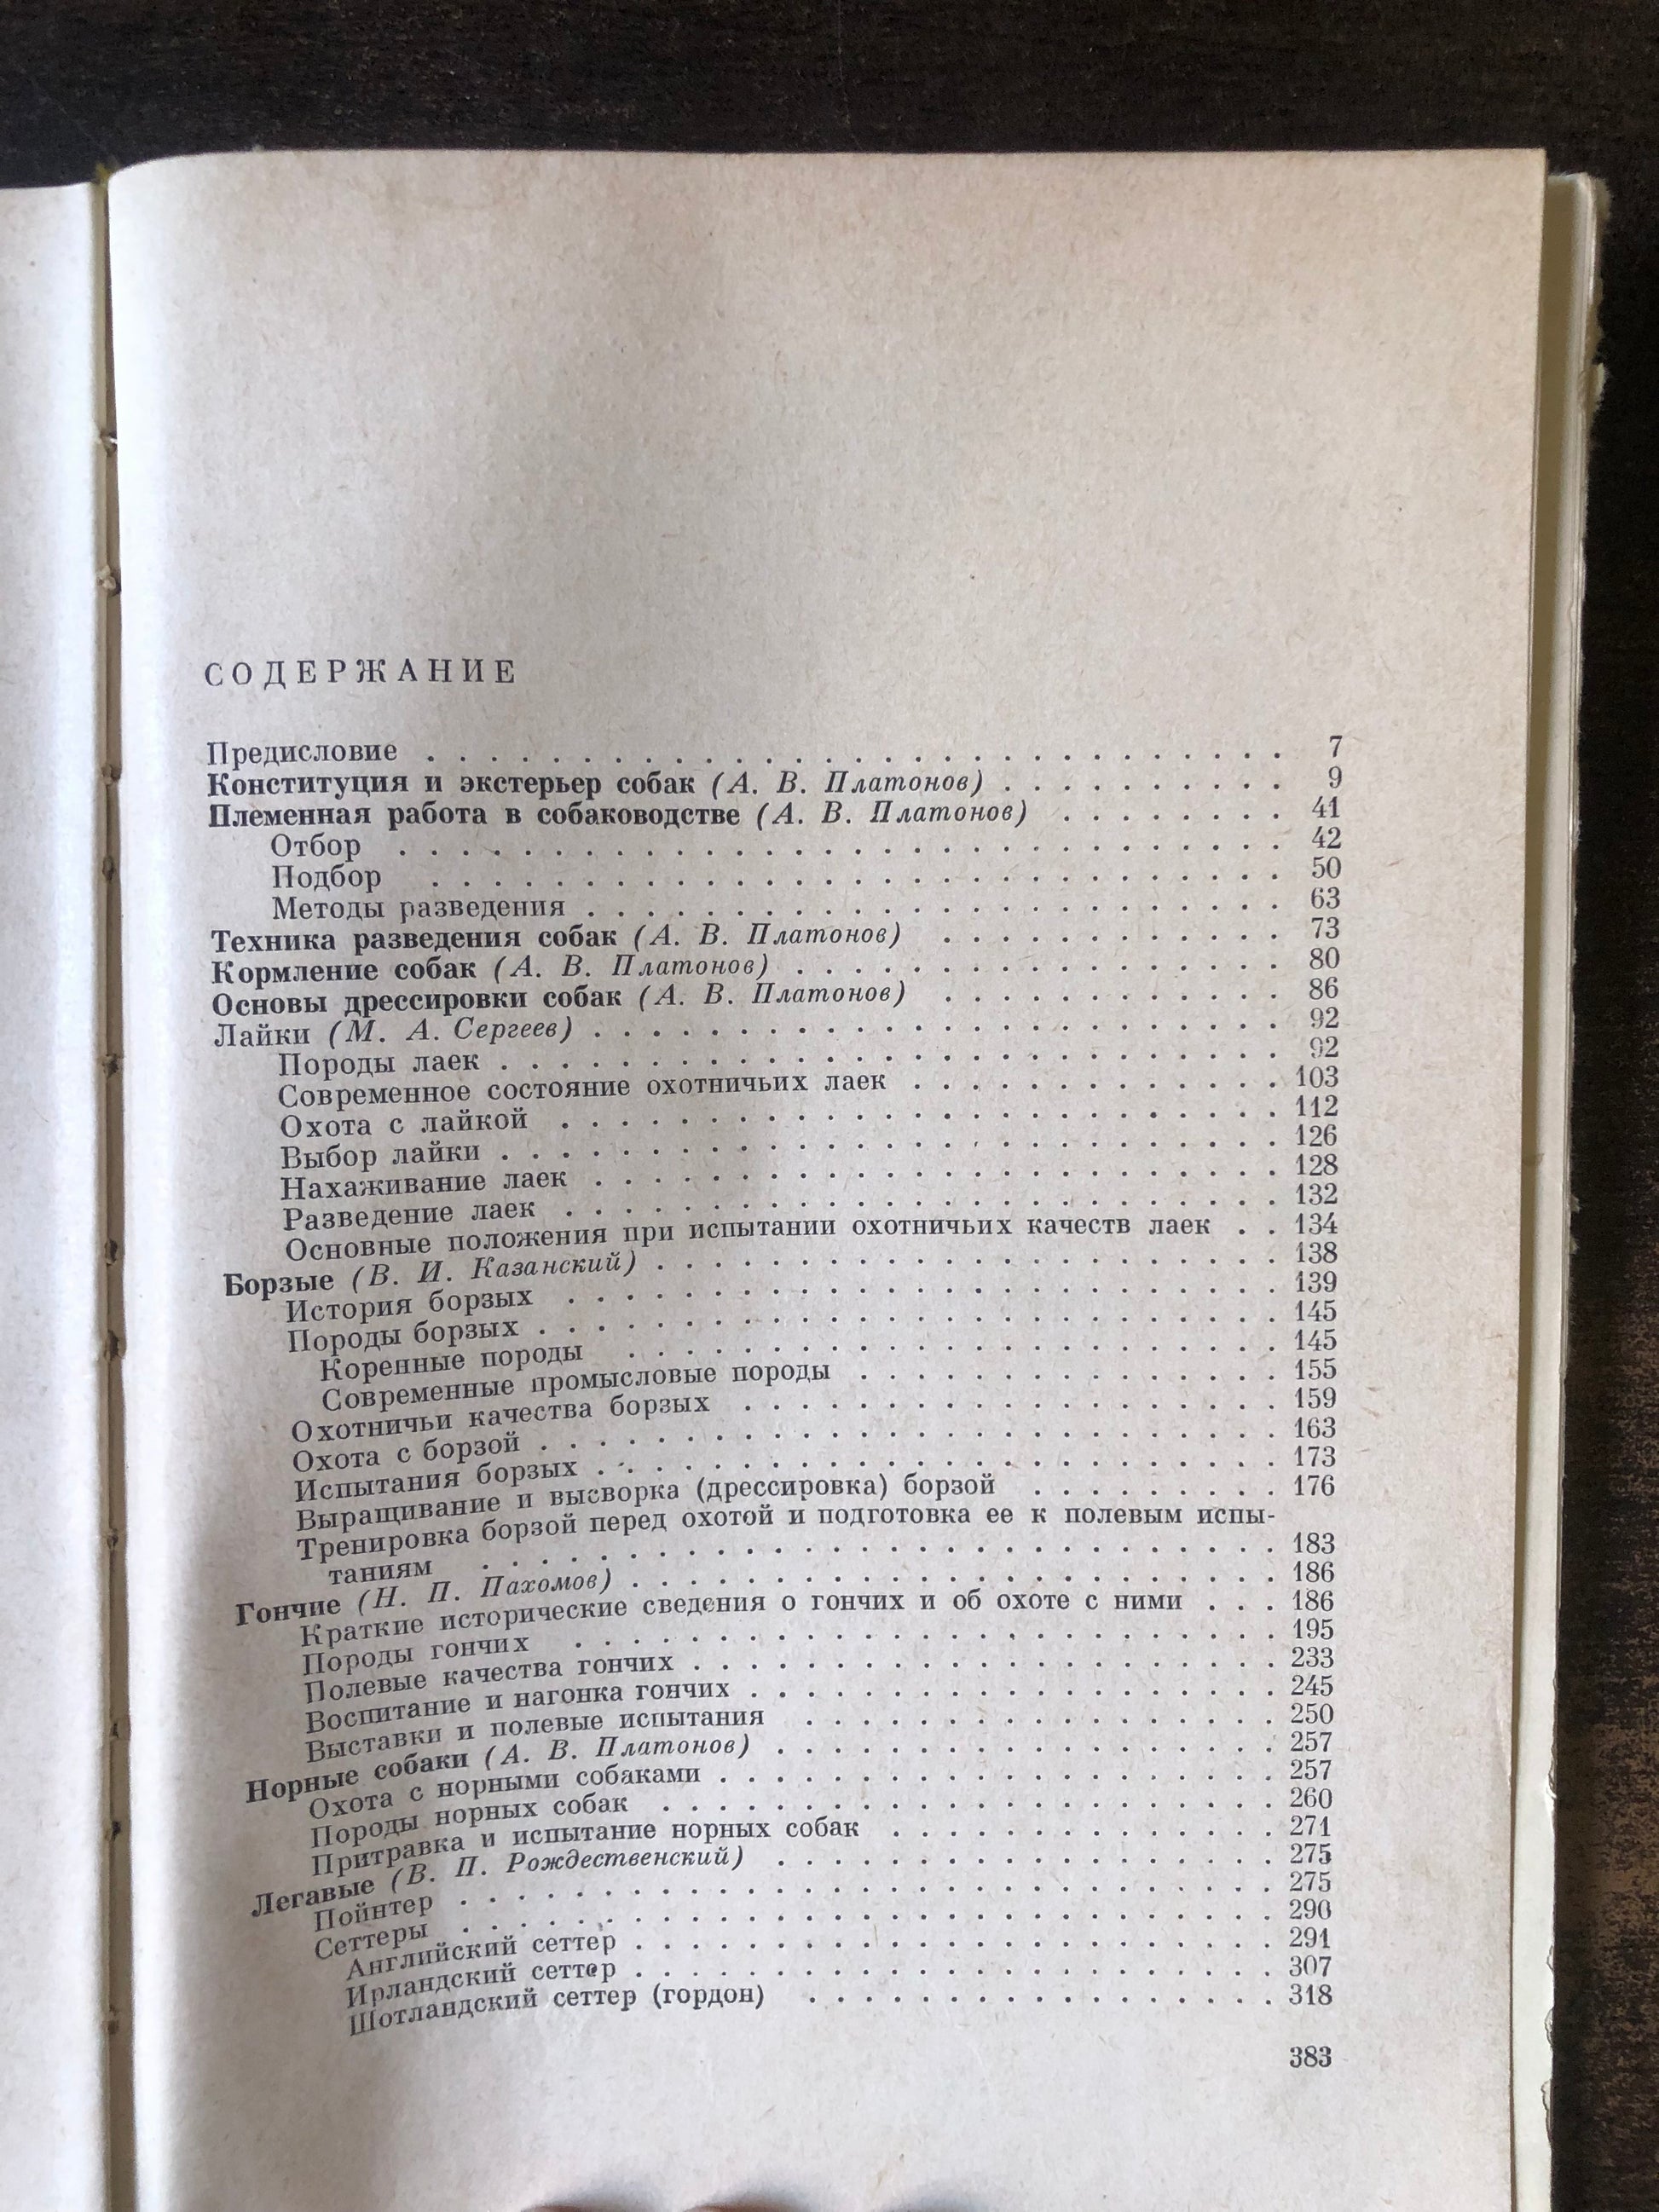 СОДЕРЖАНИЕ
Предисловие . . . . . . . . . . . . . . . . . . . . . 7
Конституция и экстерьер собак (А. В. Платонов) . . . . . . . . . . 9
Племенная работа в собаководстве (А. В. Платонов) . . . . . . . . 41
Отбор . . . . . . . . . . . . . . . . . . . . . 42
Подбор . . . . . . . . . . . . . . . . . . . . . 50
Методы разведения . . . . . . . . . . . . . . . . . . . 63
Техника разведения собак (А. В. Платонов) . . . . . . . . . . . . 73
Кормление собак (А. В. Платонов) . . . . . . . . . . . . . . . . 80
Основы дрессировки собак (А. В. Платонов) . . . . . . . . . . . . 86
Лайки (М. А. Сергеев) . . . . . . . . . . . . . . . . . . . 92
Породы лаек . . . . . . . . . . . . . . . . . . . . . 92
Современное состояние охотничьих лаек . . . . . . . . . . . . . 103
Охота с лайкой . . . . . . . . . . . . . . . . . . . . 112
Выбор лайки . . . . . . . . . . . . . . . . . . . . . 126
Нахаживание лаек . . . . . . . . . . . . . . . . . . . 128
Разведение лаек . . . . . . . . . . . . . . . . . . . . 132
Основные положения при испытании охотничьих качеств лаек . . 134
Борзые (В. И. Казанский) . . . . . . . . . . . . . . . . . . 138
История борзых . . . . . . . . . . . . . . . . . . . . 139
Породы борзых . . . . . . . . . . . . . . . . . . . . 145
Коренные породы . . . . . . . . . . . . . . . . . . . 145
Современные промысловые породы . . . . . . . . . . . . . . 155
Охотничьи качества борзых . . . . . . . . . . . . . . . . 159
Охота с борзой . . . . . . . . . . . . . . . . . . . . 163
Испытания борзых . . . . . . . . . . . . . . . . . . . 173
Выращивание и высворка (дрессировка) борзой . . . . . . . . . 176
Тренировка борзой перед охотой и подготовка ее к полевым испы-
таниям . . . . . . . . . . . . . . . . . . . . . 183
Гончие (Н. П. Пахомов) . . . . . . . . . . . . . . . . . . 186
Краткие исторические сведения о гончих и об охоте с ними . . . 186
Породы гончих . . . . . . . . . . . . . . . . . . . . 195
Полевые качества гончих . . . . . . . . . . . . . . . . . 233
Воспитание и нагонка гончих . . . . . . . . . . . . . . . . 245
Выставки и полевые испытания . . . . . . . . . . . . . . . 250
Норные собаки (А. В. Платонов) . . . . . . . . . . . . . . . . 257
Охота с норными собаками . . . . . . . . . . . . . . . . . 257
Породы норных собак . . . . . . . . . . . . . . . . . . 260
Притравка и испытание норных собак . . . . . . . . . . . . . 271
Легавые (В. П. Рождественский) . . . . . . . . . . . . . . . . 275
Пойнтер . . . . . . . . . . . . . . . . . . . . . 275
Сеттеры . . . . . . . . . . . . . . . . . . . . . 290
Английский сеттер . . . . . . . . . . . . . . . . . . . 291
Ирландский сеттер . . . . . . . . . . . . . . . . . . . 307
Шотландский сеттер (гордон) . . . . . . . . . . . . . . . 318
383